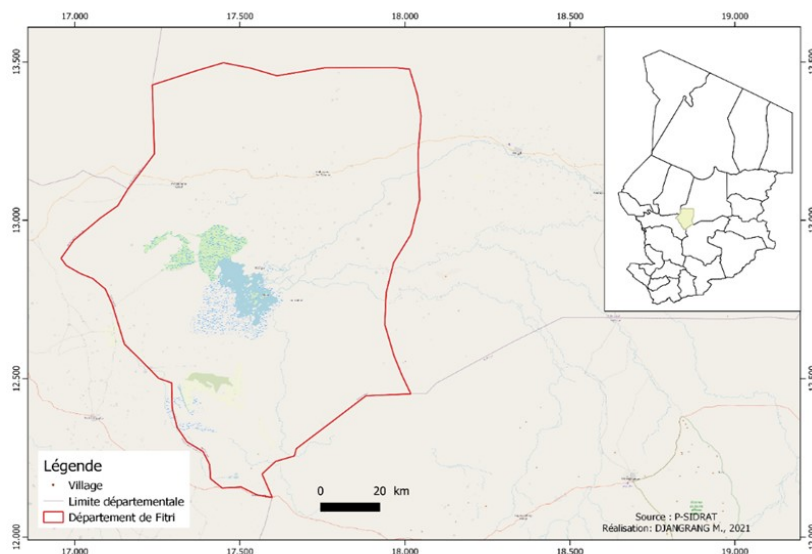 17.000 17.500 18.000 18.500 19.000
13.500
13.000
12.500
12.000
Légende
Village
Limite départementale
Département de Fitri
0 20 km
Source : P-SIDRAT
Réalisation: DJANGRANG M., 2021
17.000 17.500 18.000 18.500 19.000